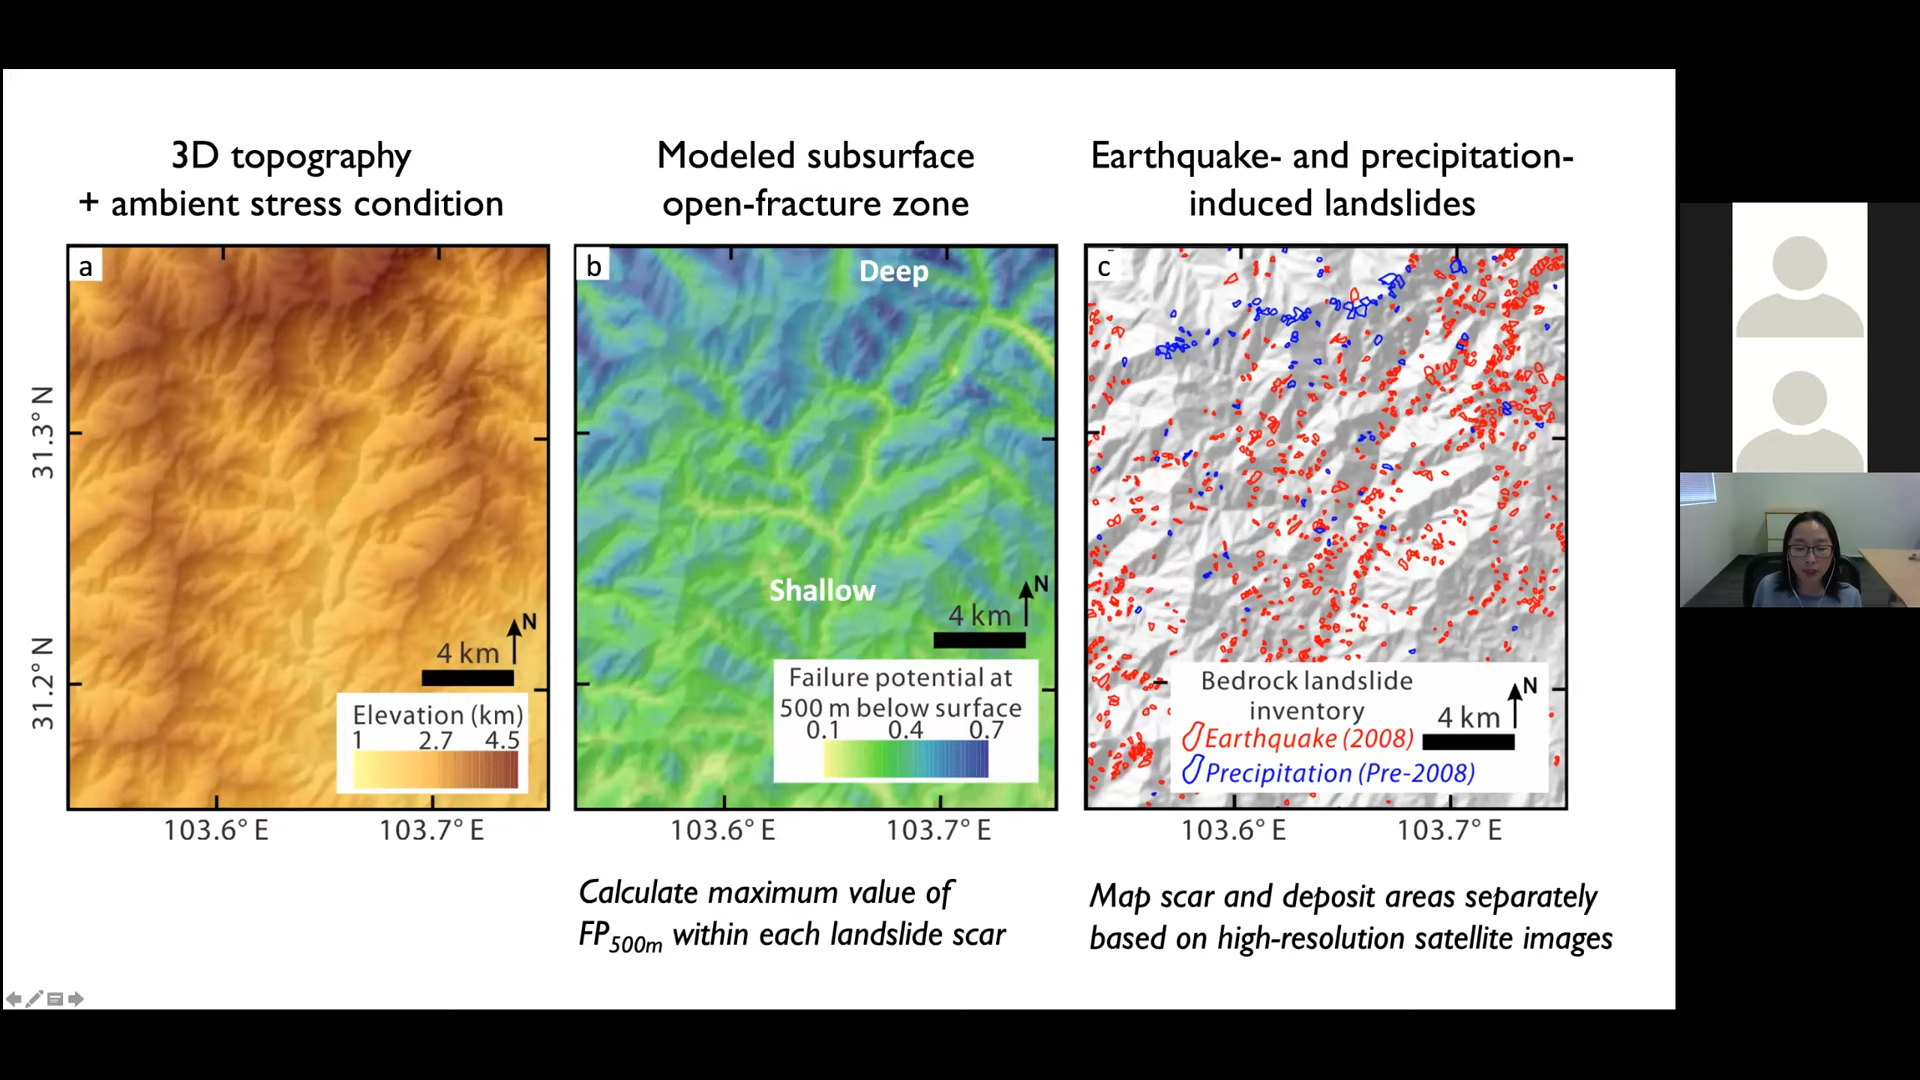 3D topography
+ ambient stress condition
Modeled subsurface
open-fracture zone
Earthquake- and precipitation-
induced landslides
a
31.3° N
31.2° N
4 km
N
Elevation (km)
1 2.7 4.5
103.6° E 103.7° E
b
Deep
Shallow
4 km
N
Failure potential at
500 m below surface
0.1 0.4 0.7
103.6° E 103.7° E
c
Bedrock landslide
inventory
Earthquake (2008)
Precipitation (Pre-2008)
4 km
N
103.6° E 103.7° E
Calculate maximum value of
FP500m within each landslide scar
Map scar and deposit areas separately
based on high-resolution satellite images